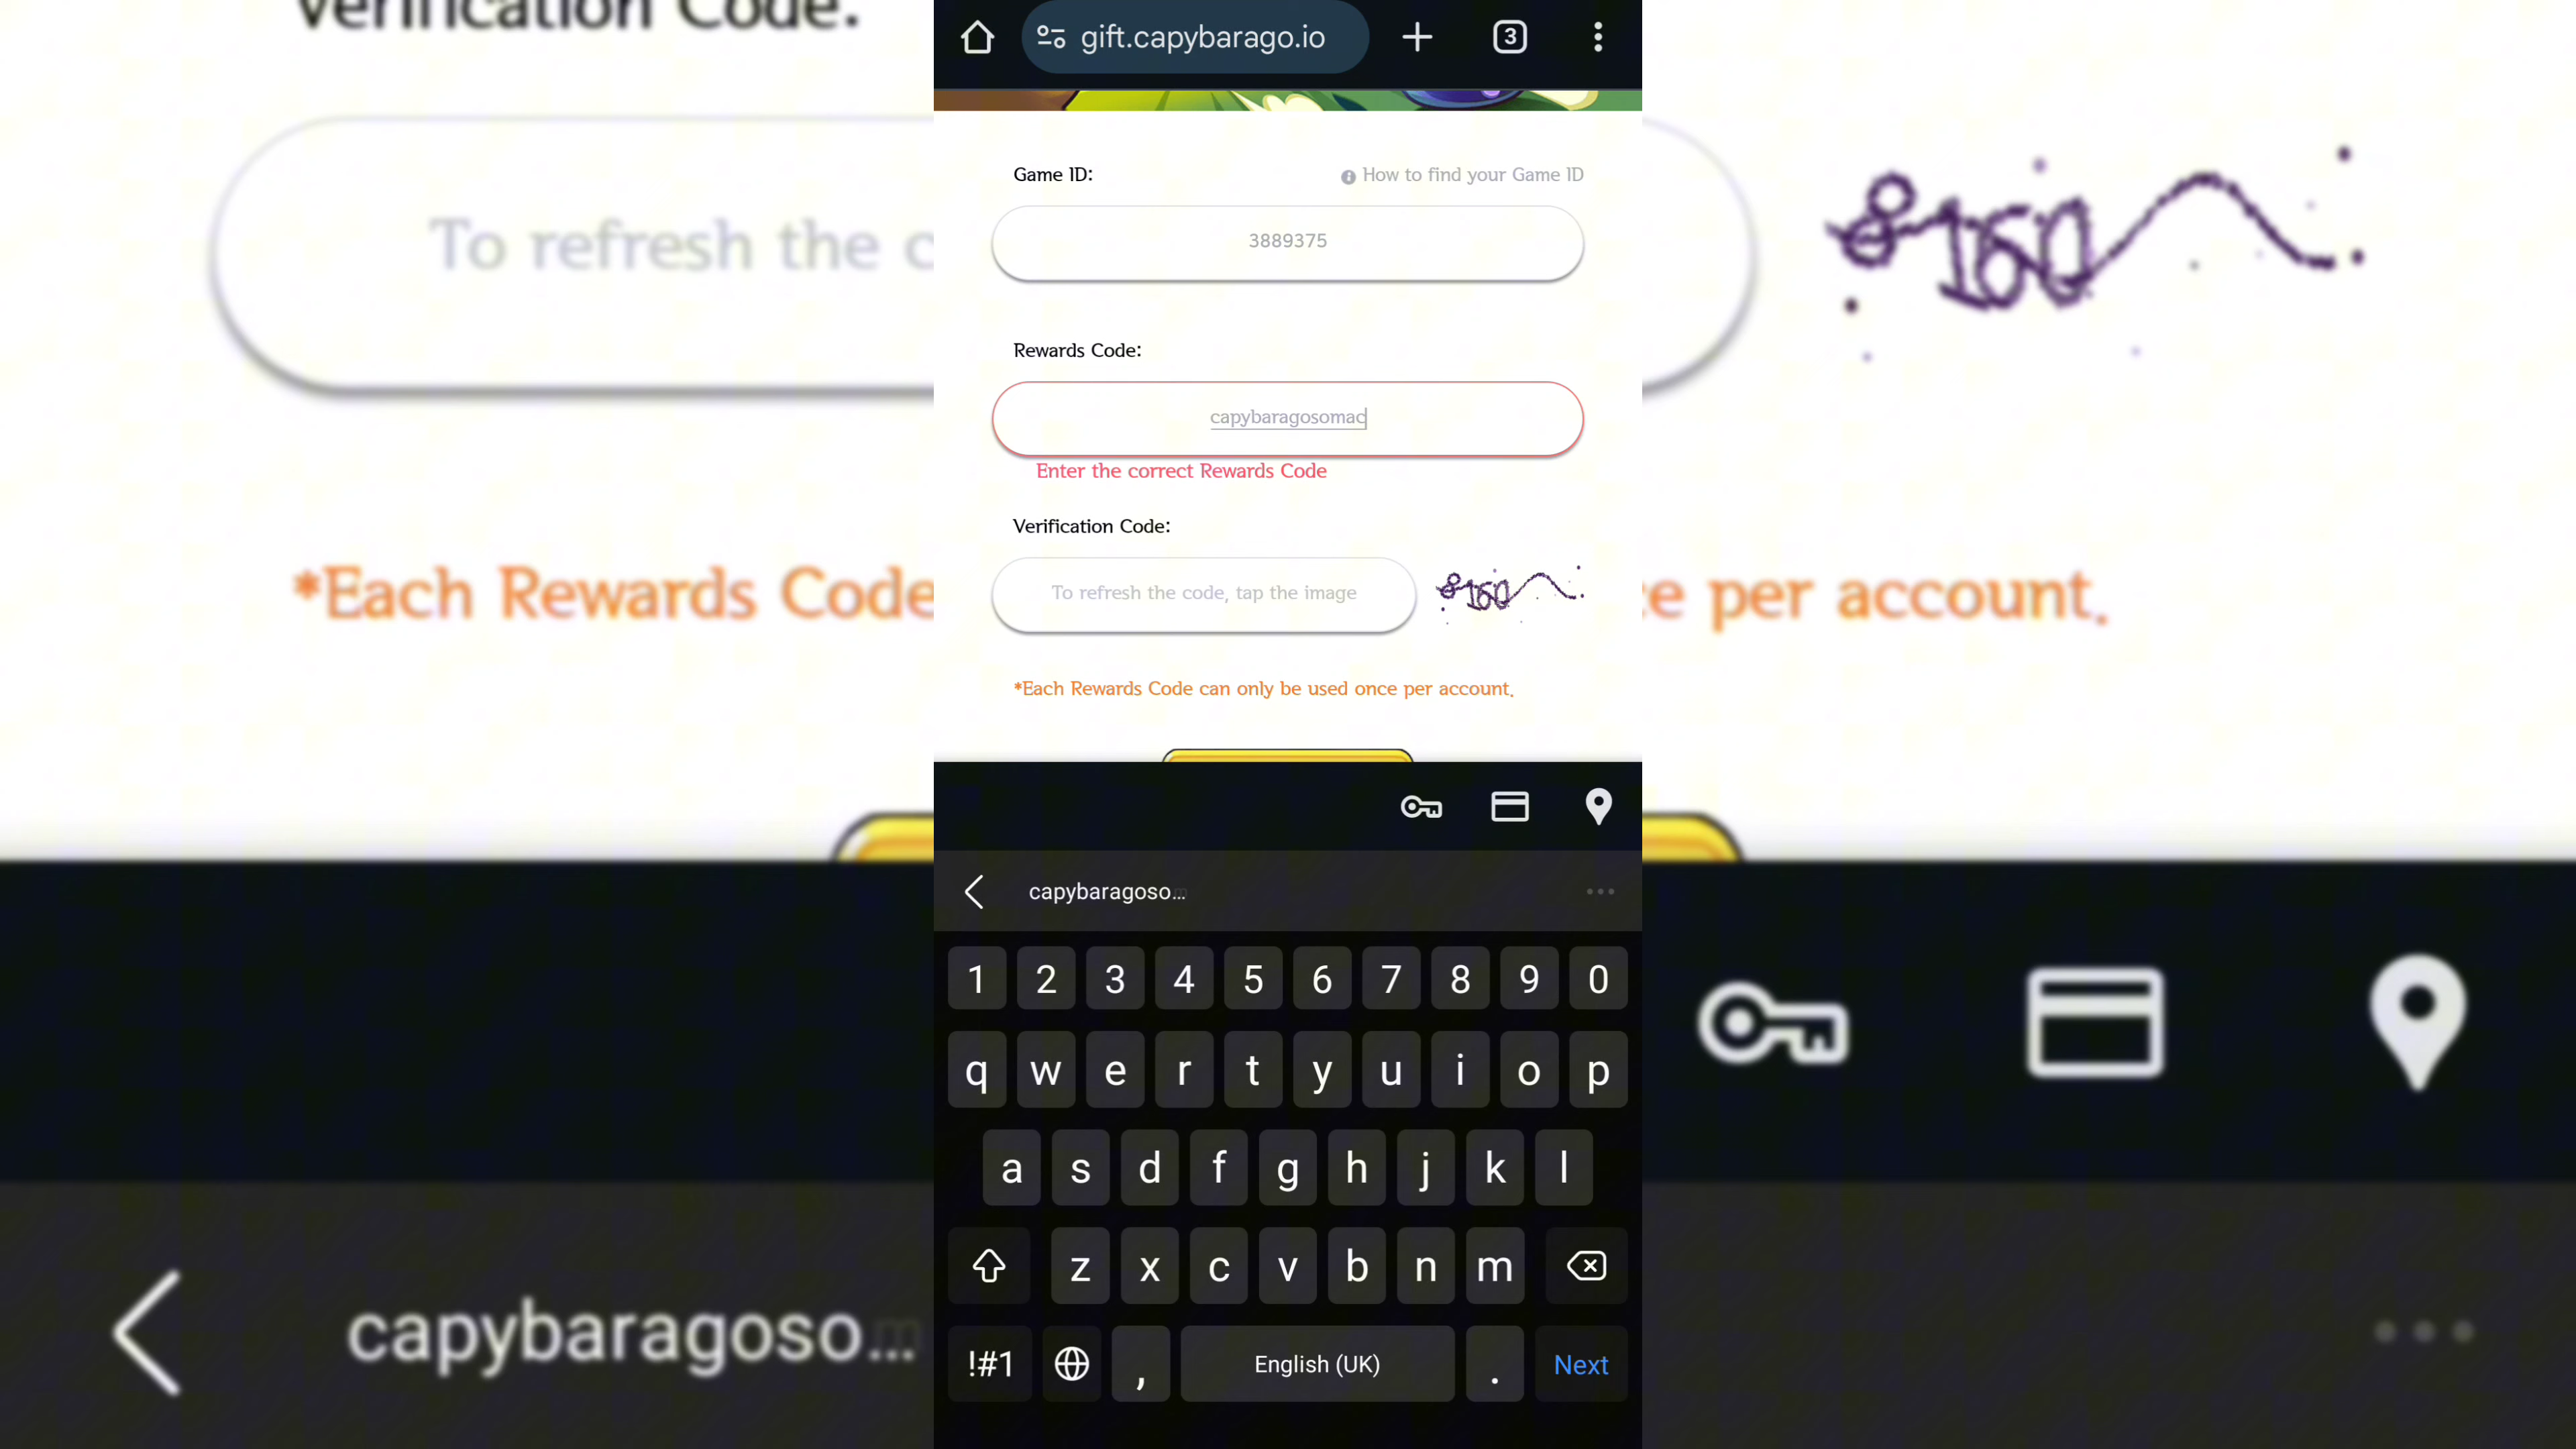 Verification Code:
To refresh the c
*Each Rewards Code
capybaragoso...
gift.capybarago.io
3
Game ID:
How to find your Game ID
3889375
Rewards Code:
capybaragosomac
Enter the correct Rewards Code
Verification Code:
To refresh the code, tap the image
*Each Rewards Code can only be used once per account.
capybaragoso...
1 2 3 4 5 6 7 8 9 0
q w e r t y u i o p
a s d f g h j k l
z x c v b n m
!#1 , English (UK) . Next
e per account.